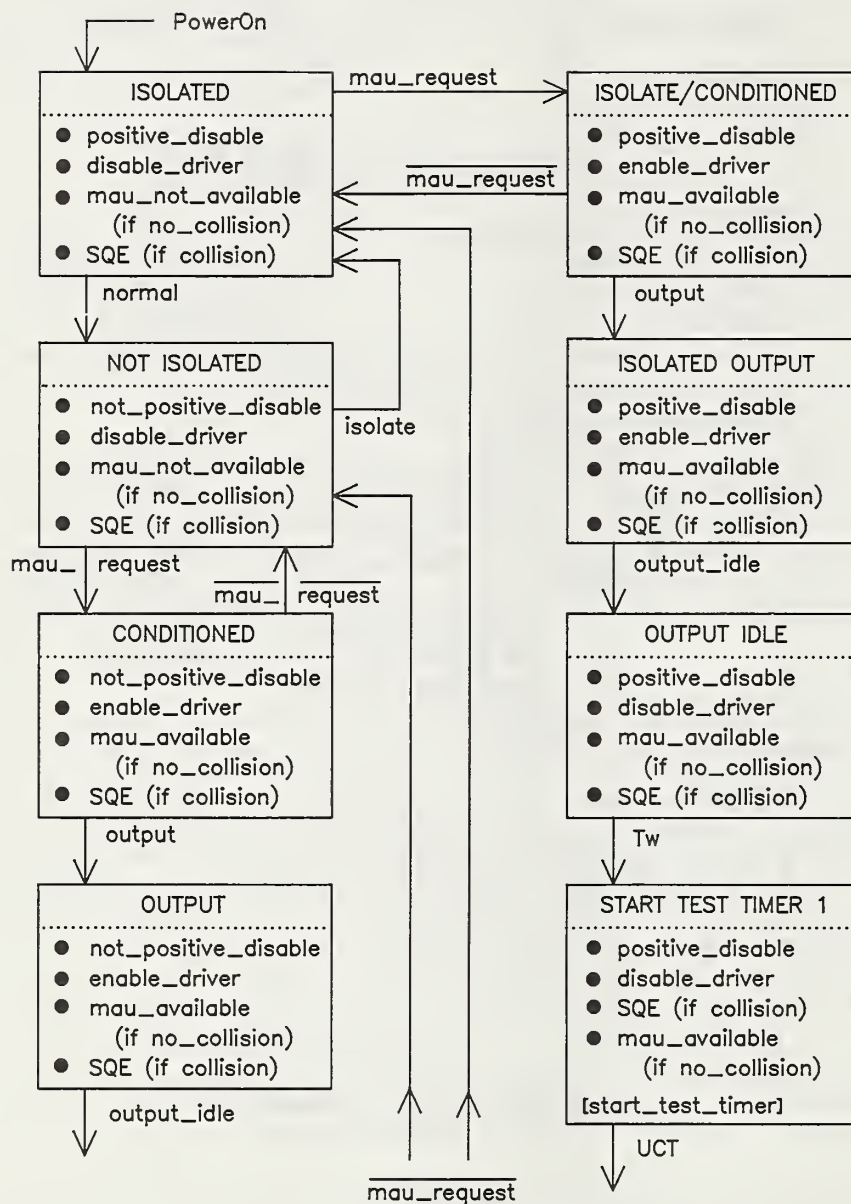 PowerOn
ISOLATED
● positive_disable
● disable_driver
● mau_not_available
(if no_collision)
● SQE (if collision)
mau_request
mau_request
ISOLATE/CONDITIONED
● positive_disable
● enable_driver
● mau_available
(if no_collision)
● SQE (if collision)
normal
output
NOT ISOLATED
● not_positive_disable
● disable_driver
● mau_not_available
(if no_collision)
● SQE (if collision)
isolate
ISOLATED OUTPUT
● positive_disable
● enable_driver
● mau_available
(if no_collision)
● SQE (if collision)
mau_ request
mau_ request
output_idle
CONDITIONED
● not_positive_disable
● enable_driver
● mau_available
(if no_collision)
● SQE (if collision)
OUTPUT IDLE
● positive_disable
● disable_driver
● mau_available
(if no_collision)
● SQE (if collision)
output
Tw
OUTPUT
● not_positive_disable
● enable_driver
● mau_available
(if no_collision)
● SQE (if collision)
START TEST TIMER 1
● positive_disable
● disable_driver
● SQE (if collision)
● mau_available
(if no_collision)
[start_test_timer]
output_idle
UCT
mau_request